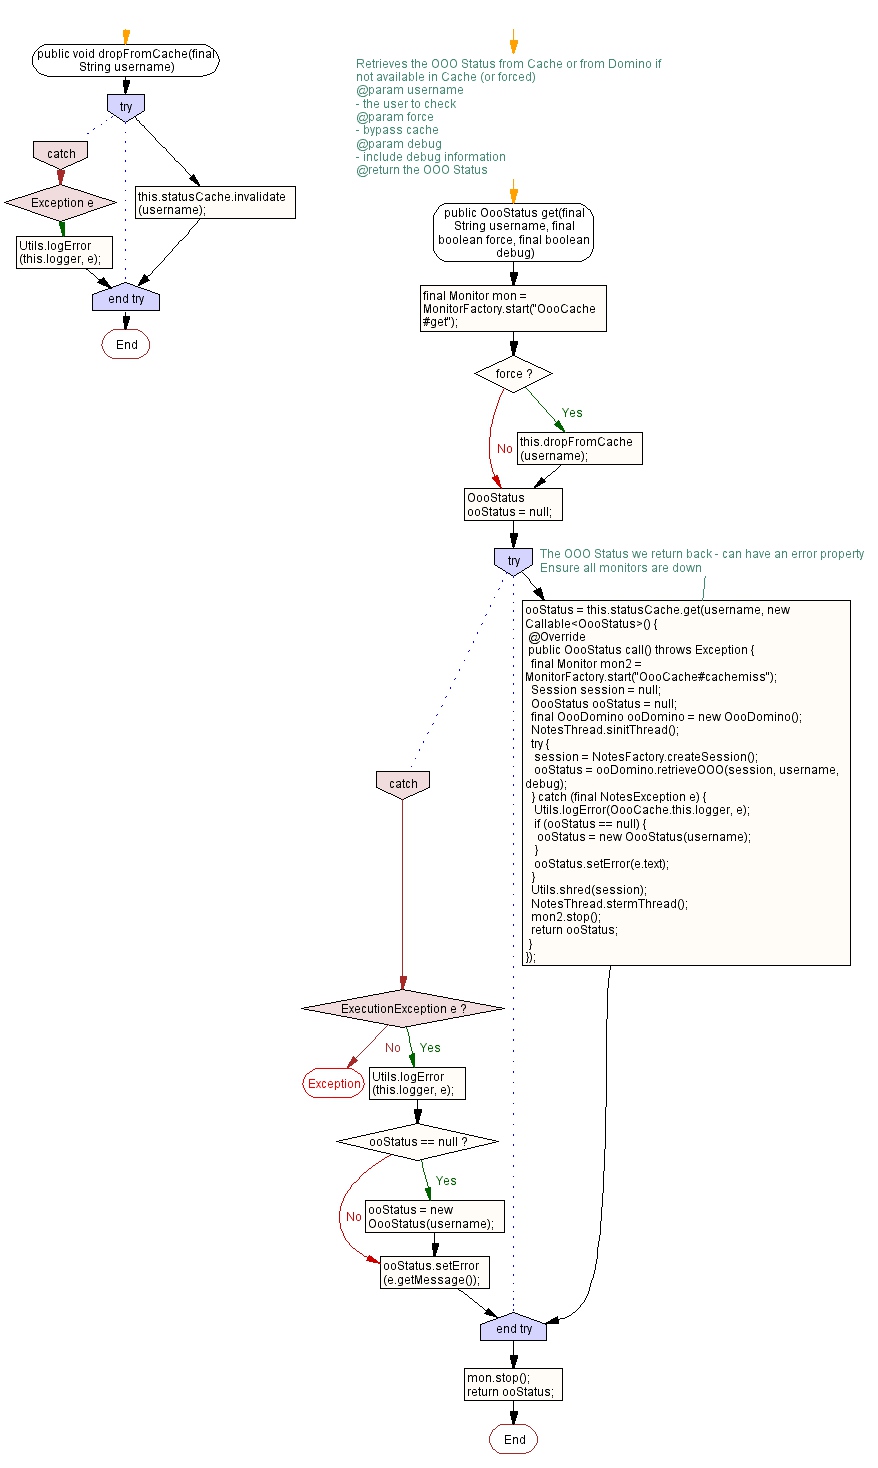 public void dropFromCache(final
String username)
try
catch
Exception e
this.statusCache.invalidate
(username);
Utils.logError
(this.logger, e);
end try
End
Retrieves the OOO Status from Cache or from Domino if
not available in Cache (or forced)
@param username
- the user to check
@param force
- bypass cache
@param debug
- include debug information
@return the OOO Status
public OooStatus get(final
String username, final
boolean force, final boolean
debug)
final Monitor mon =
MonitorFactory.start("OooCache
#get");
force ?
Yes
No
this.dropFromCache
(username);
OooStatus
ooStatus = null;
try
The OOO Status we return back - can have an error property
Ensure all monitors are down
ooStatus = this.statusCache.get(username, new
Callable<OooStatus>() {
@Override
public OooStatus call() throws Exception {
final Monitor mon2 =
MonitorFactory.start("OooCache#cachemiss");
Session session = null;
OooStatus ooStatus = null;
final OooDomino ooDomino = new OooDomino();
NotesThread.sinitThread();
try {
session = NotesFactory.createSession();
ooStatus = ooDomino.retrieveOOO(session, username,
debug);
} catch (final NotesException e) {
Utils.logError(OooCache.this.logger, e);
if (ooStatus == null) {
ooStatus = new OooStatus(username);
}
ooStatus.setError(e.text);
}
Utils.shred(session);
NotesThread.stermThread();
mon2.stop();
return ooStatus;
}
});
catch
ExecutionException e ?
No
Yes
Exception
Utils.logError
(this.logger, e);
ooStatus == null ?
Yes
No
ooStatus = new
OooStatus(username);
ooStatus.setError
(e.getMessage());
end try
mon.stop();
return ooStatus;
End